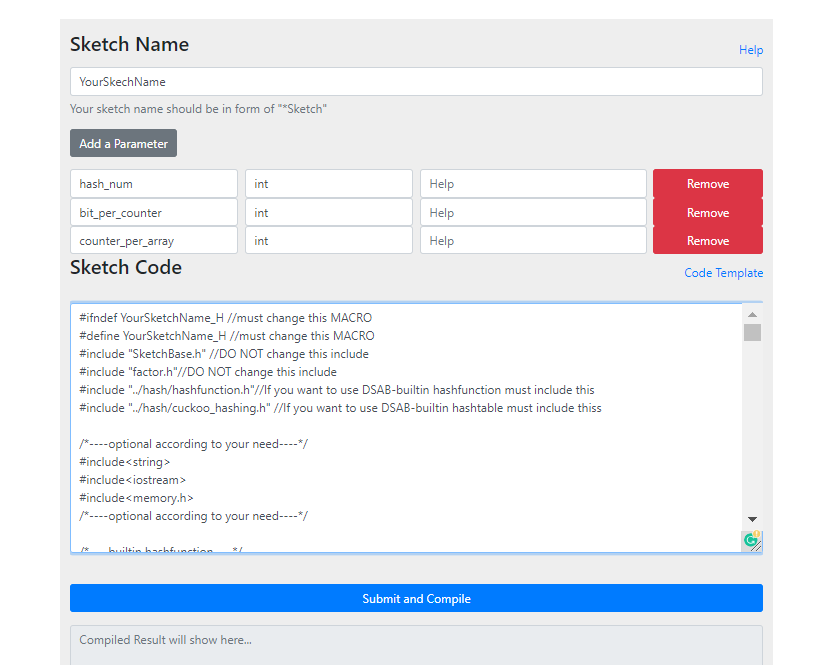 Sketch Name
Help
YourSkechName
Your sketch name should be in form of "*Sketch"
Add a Parameter
hash_num int Help Remove
bit_per_counter int Help Remove
counter_per_array int Help Remove
Sketch Code
Code Template
#ifndef YourSketchName_H //must change this MACRO
#define YourSketchName_H //must change this MACRO
#include "SketchBase.h" //DO NOT change this include
#include "factor.h"//DO NOT change this include
#include "../hash/hashfunction.h"//If you want to use DSAB-builtin hashfunction must include this
#include "../hash/cuckoo_hashing.h" //If you want to use DSAB-builtin hashtable must include thiss
/*----optional according to your need----*/
#include<string>
#include<iostream>
#include<memory.h>
/*----optional according to your need----*/
/*----builtin hashfunction----*/
Submit and Compile
Compiled Result will show here...